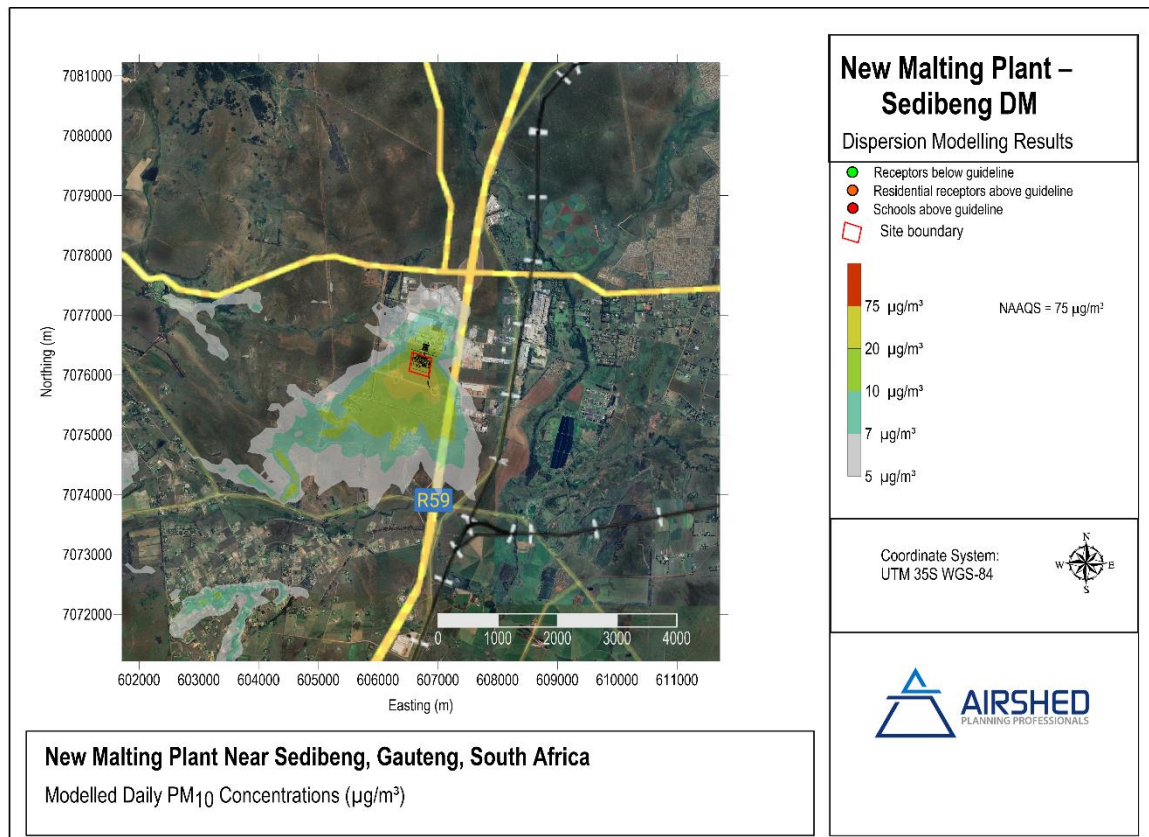 7081000
7080000
7079000
7078000
7077000
7076000
7075000
7074000
7073000
7072000
Northing (m)
R59
0 1000 2000 3000 4000
602000 603000 604000 605000 606000 607000 608000 609000 610000 611000
Easting (m)
New Malting Plant –
Sedibeng DM
Dispersion Modelling Results
Receptors below guideline
Residential receptors above guideline
Schools above guideline
Site boundary
75 µg/m³
NAAQS = 75 µg/m³
20 µg/m³
10 µg/m³
7 µg/m³
5 µg/m³
Coordinate System:
UTM 35S WGS-84
N
W E
S
AIRSHED
PLANNING PROFESSIONALS
New Malting Plant Near Sedibeng, Gauteng, South Africa
Modelled Daily PM10 Concentrations (µg/m³)